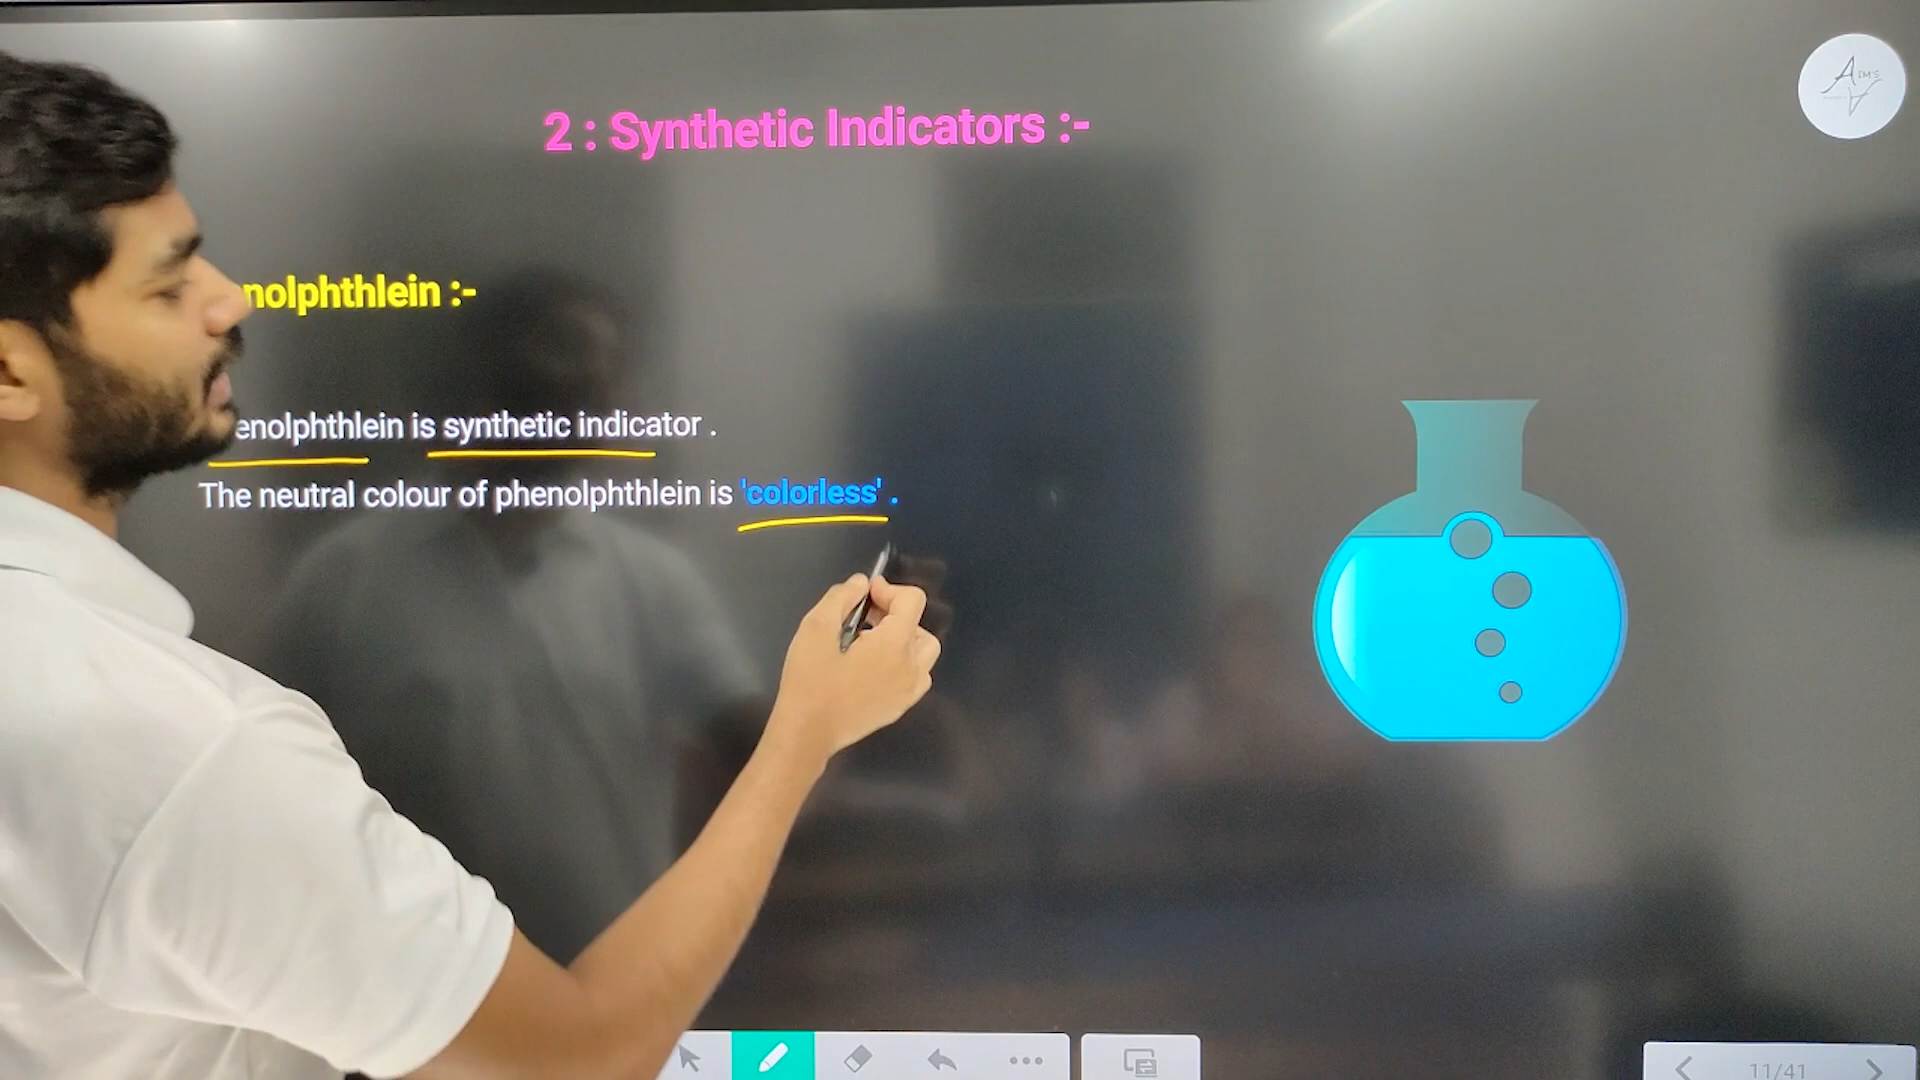 2 : Synthetic Indicators :-
nolphthlein :-
enolphthlein is synthetic indicator .
The neutral colour of phenolphthlein is 'colorless' .
11/41